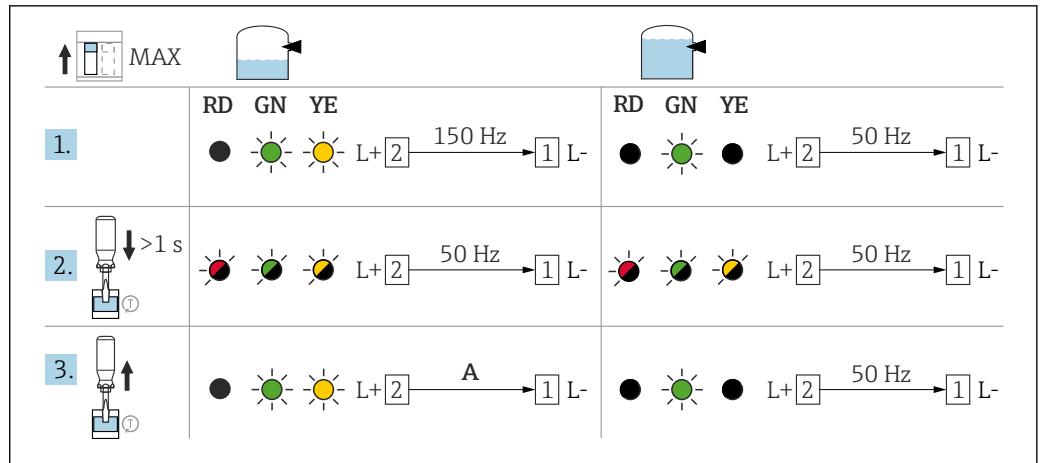 MAX
RD GN YE RD GN YE
1. L+ 2 150 Hz 1 L- L+ 2 50 Hz 1 L-
2. >1 s T L+ 2 50 Hz 1 L- L+ 2 50 Hz 1 L-
3. T L+ 2 A 1 L- L+ 2 50 Hz 1 L-